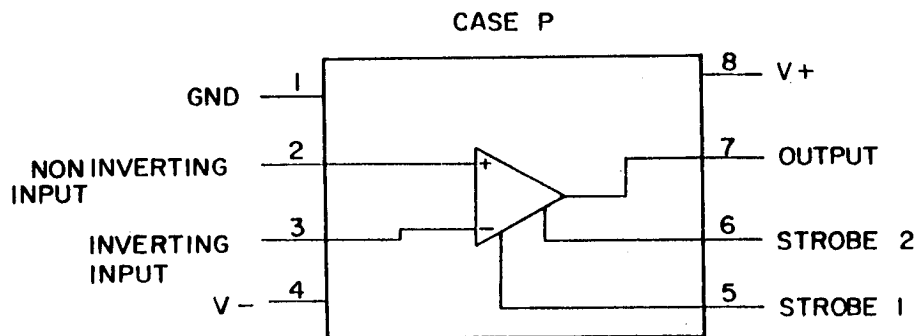 CASE P
GND 1
8 V+
2
NON INVERTING
INPUT
+
7 OUTPUT
3
INVERTING
INPUT
−
6 STROBE 2
V − 4
5 STROBE 1